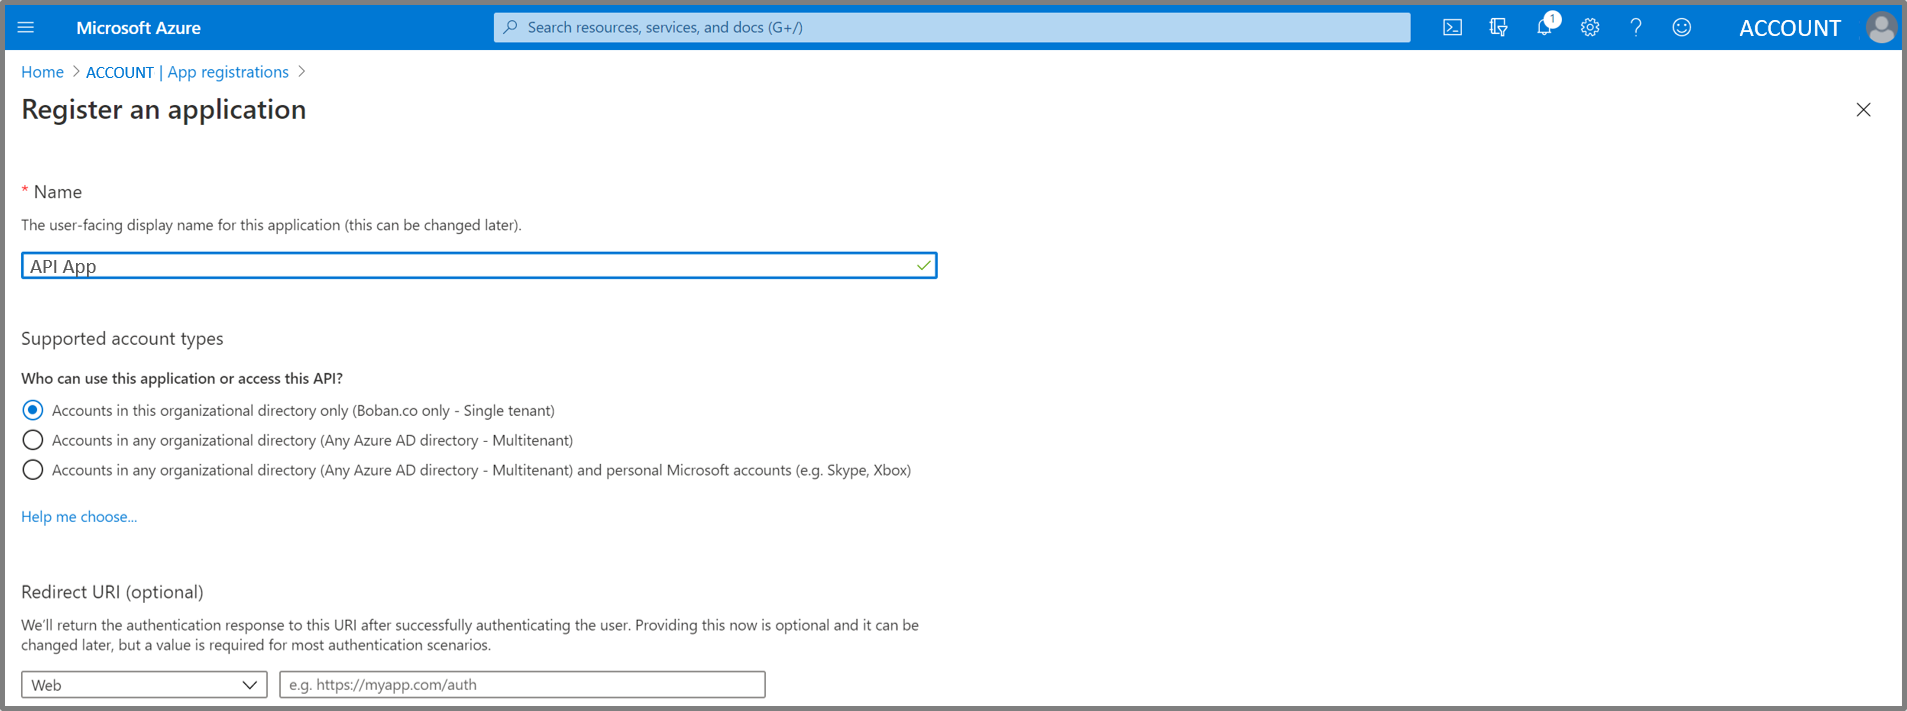 Microsoft Azure
Search resources, services, and docs (G+/)
1
ACCOUNT
Home > ACCOUNT | App registrations >
Register an application
* Name
The user-facing display name for this application (this can be changed later).
API App
Supported account types
Who can use this application or access this API?
Accounts in this organizational directory only (Boban.co only - Single tenant)
Accounts in any organizational directory (Any Azure AD directory - Multitenant)
Accounts in any organizational directory (Any Azure AD directory - Multitenant) and personal Microsoft accounts (e.g. Skype, Xbox)
Help me choose...
Redirect URI (optional)
We'll return the authentication response to this URI after successfully authenticating the user. Providing this now is optional and it can be
changed later, but a value is required for most authentication scenarios.
Web
e.g. https://myapp.com/auth